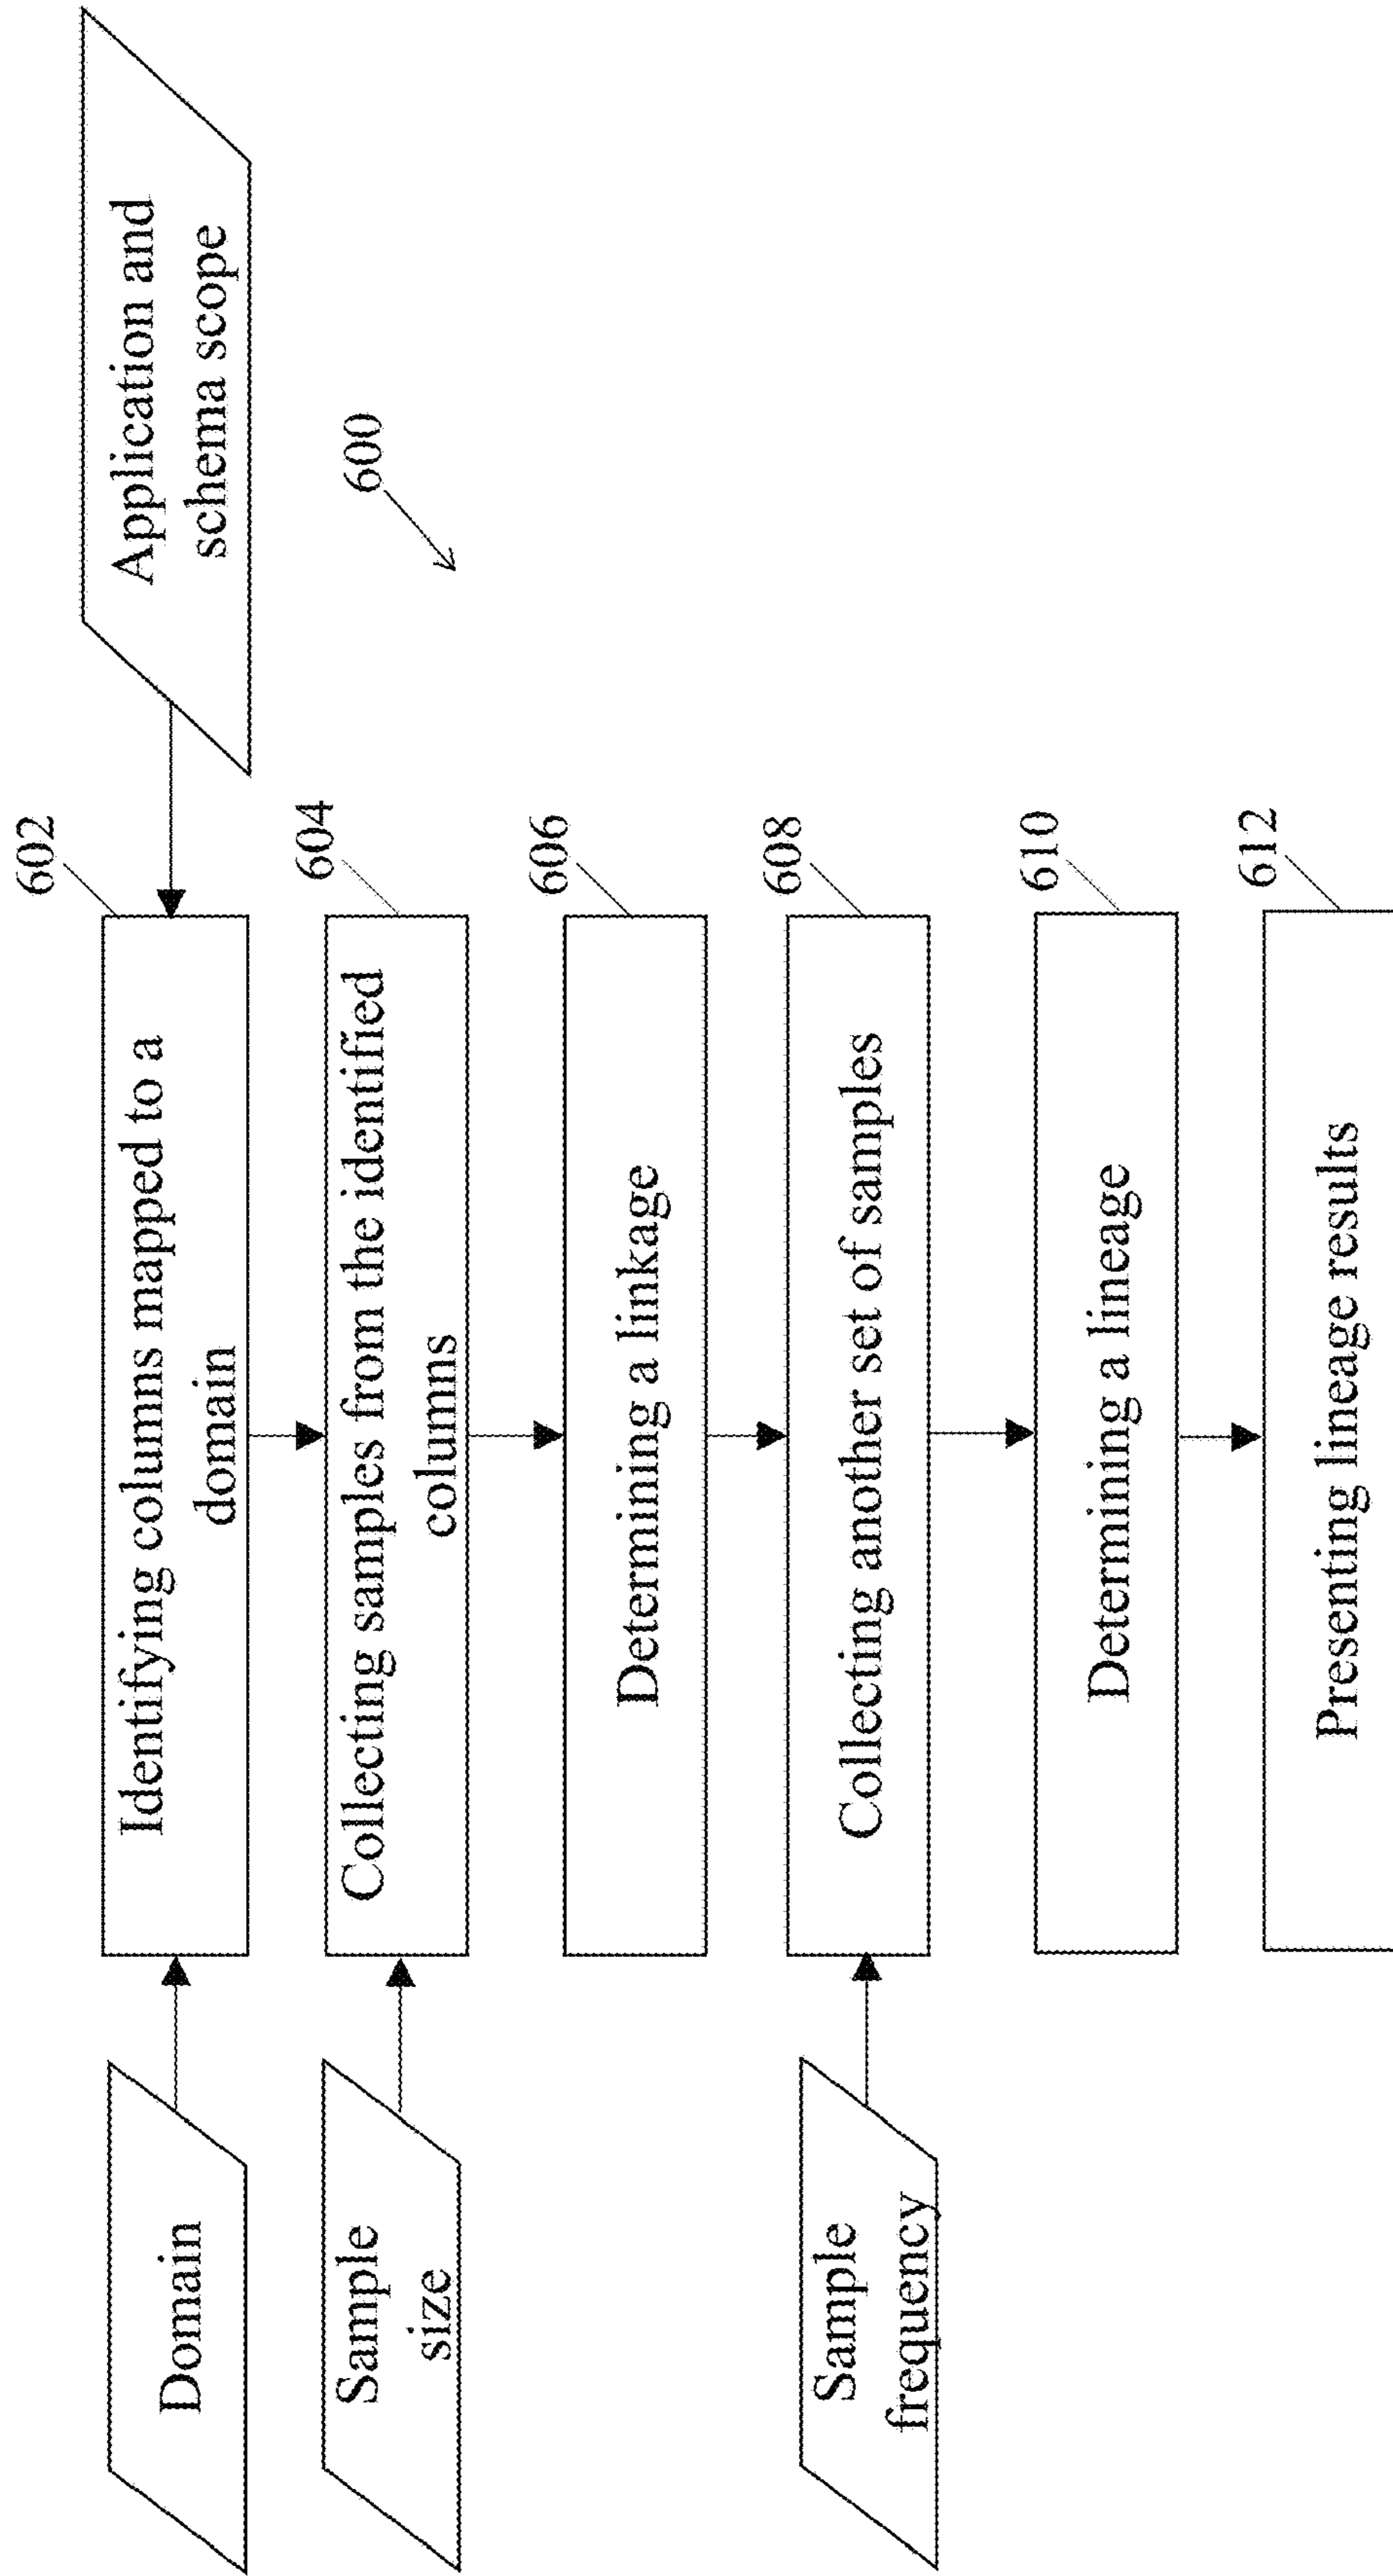 Domain
Identifying columns mapped to a
domain
602
Application and
schema scope
Sample
size
Collecting samples from the identified
columns
604
600
Determining a linkage
606
Sample
frequency
Collecting another set of samples
608
Determining a lineage
610
Presenting lineage results
612